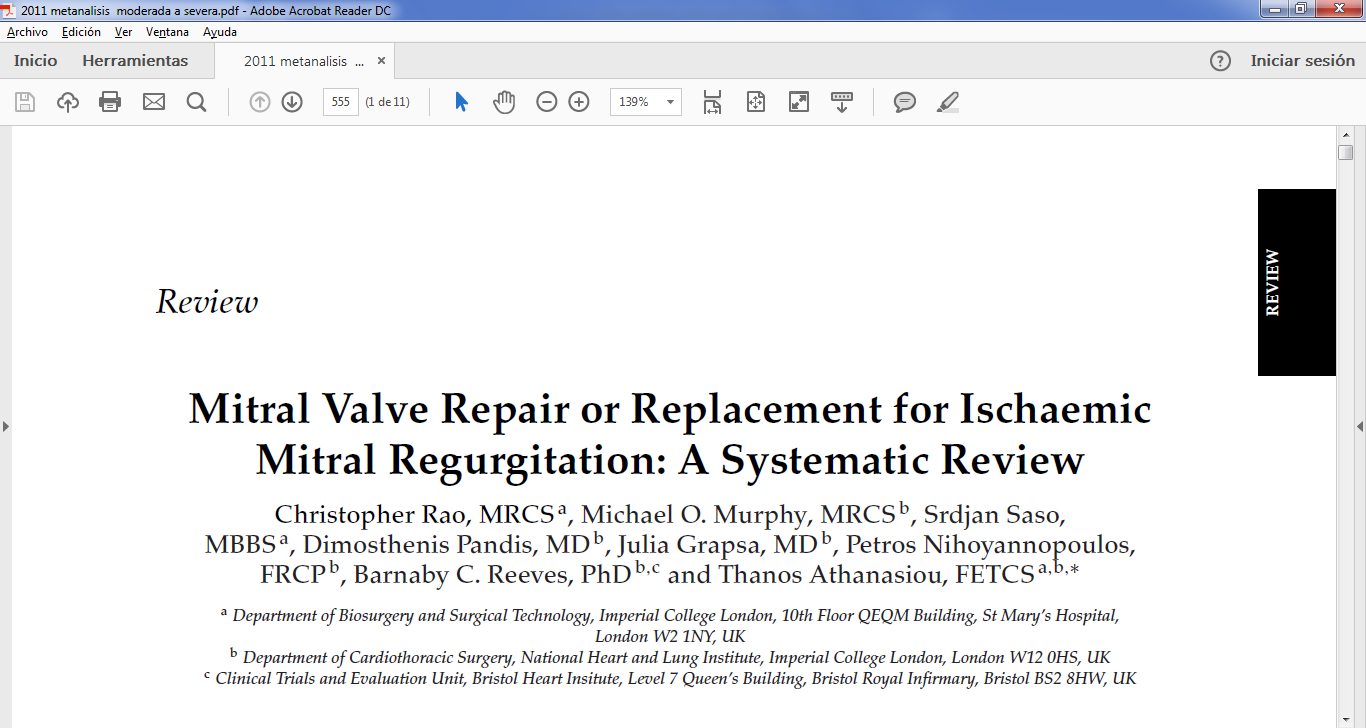 2011 metanalisis  moderada a severa.pdf - Adobe Acrobat Reader DC
Archivo Edición Ver Ventana Ayuda
Inicio Herramientas 2011 metanalisis ... × ? Iniciar sesión
555 (1 de 11) 139%
REVIEW
Review
Mitral Valve Repair or Replacement for Ischaemic
Mitral Regurgitation: A Systematic Review
Christopher Rao, MRCS a, Michael O. Murphy, MRCS b, Srdjan Saso,
MBBS a, Dimosthenis Pandis, MD b, Julia Grapsa, MD b, Petros Nihoyannopoulos,
FRCP b, Barnaby C. Reeves, PhD b,c and Thanos Athanasiou, FETCS a,b,*
a Department of Biosurgery and Surgical Technology, Imperial College London, 10th Floor QEQM Building, St Mary's Hospital,
London W2 1NY, UK
b Department of Cardiothoracic Surgery, National Heart and Lung Institute, Imperial College London, London W12 0HS, UK
c Clinical Trials and Evaluation Unit, Bristol Heart Insitute, Level 7 Queen's Building, Bristol Royal Infirmary, Bristol BS2 8HW, UK